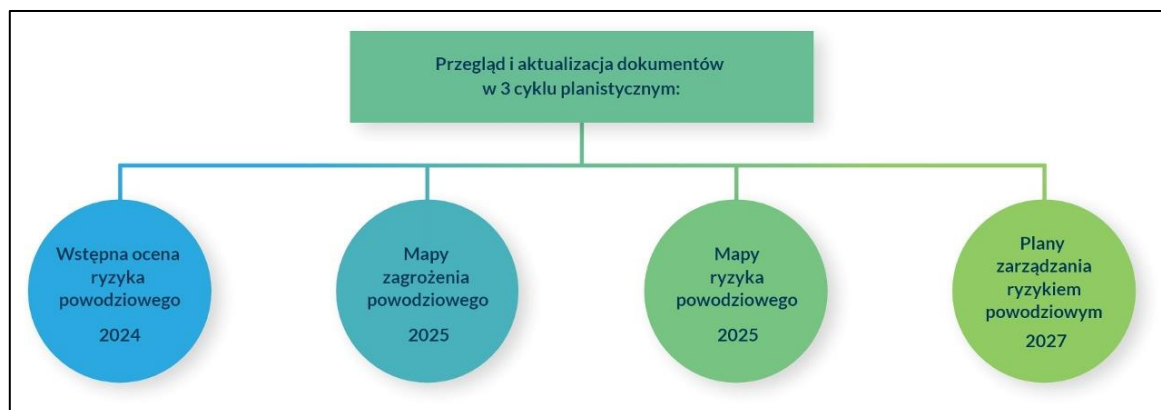 Przegląd i aktualizacja dokumentów
w 3 cyklu planistycznym:
Wstępna ocena
ryzyka
powodziowego
2024
Mapy
zagrożenia
powodziowego
2025
Mapy
ryzyka
powodziowego
2025
Plany
zarządzania
ryzykiem
powodziowym
2027